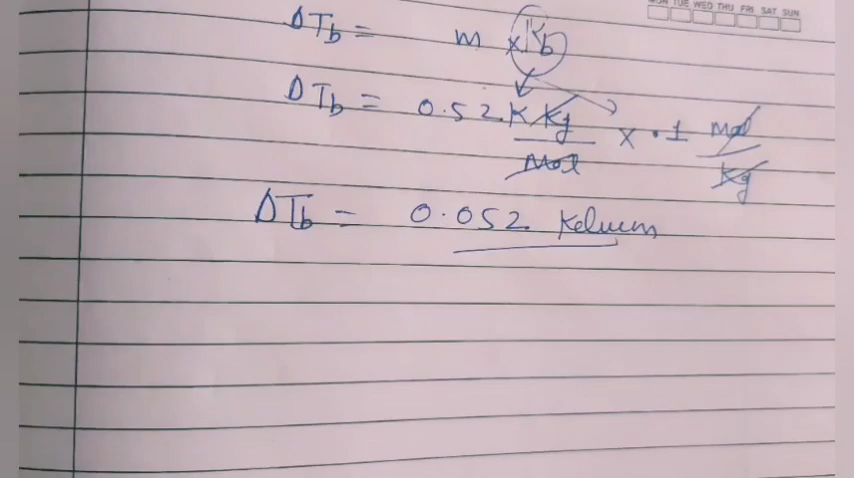 MON TUE WED THU FRI SAT SUN
ΔTb = m x Kb
ΔTb = 0.52 K Kg / Mol x .1 Mol / Kg
ΔTb = 0.052 Kelvin